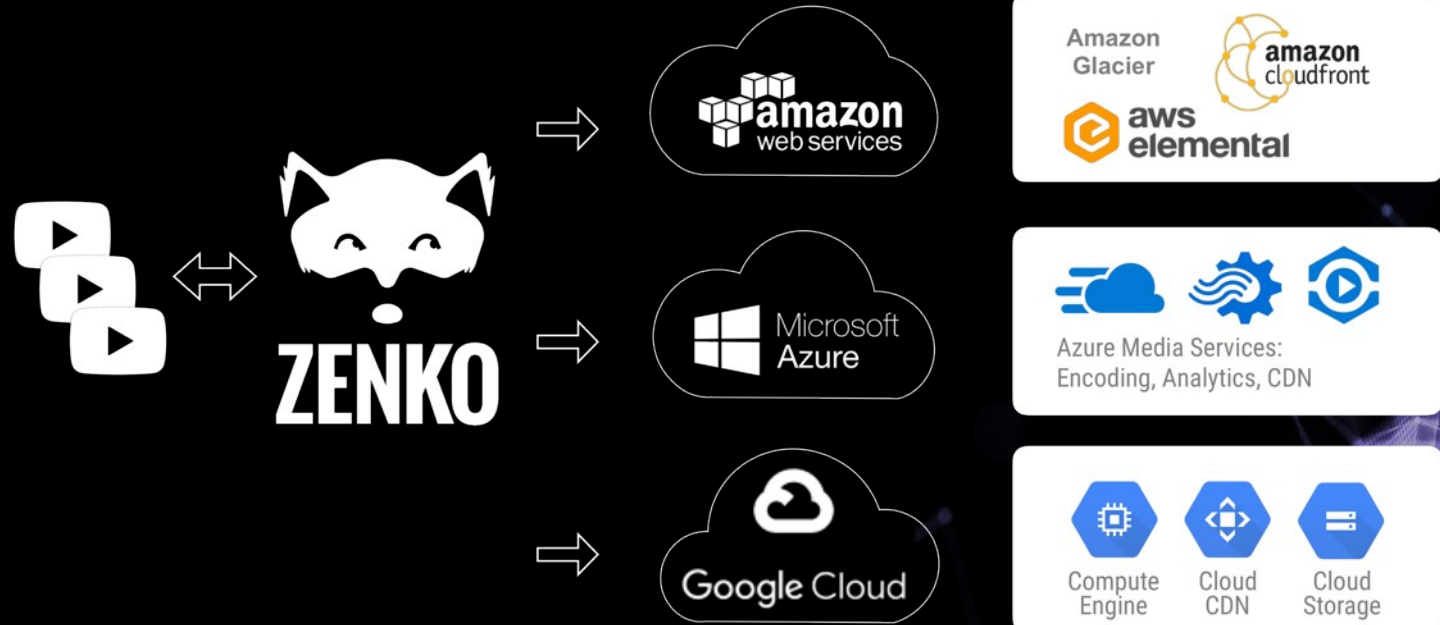 ZENKO
amazon
web services
Amazon
Glacier
amazon
cloudfront
aws
elemental
Microsoft
Azure
Azure Media Services:
Encoding, Analytics, CDN
Google Cloud
Compute
Engine
Cloud
CDN
Cloud
Storage